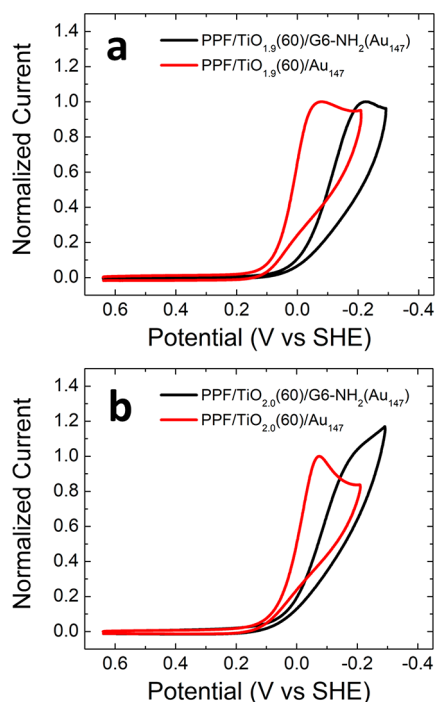 a
PPF/TiO1.9(60)/G6-NH2(Au147)
PPF/TiO1.9(60)/Au147
Normalized Current
1.4
1.2
1.0
0.8
0.6
0.4
0.2
0.0
0.6 0.4 0.2 0.0 -0.2 -0.4
Potential (V vs SHE)
b
PPF/TiO2.0(60)/G6-NH2(Au147)
PPF/TiO2.0(60)/Au147
Normalized Current
1.4
1.2
1.0
0.8
0.6
0.4
0.2
0.0
0.6 0.4 0.2 0.0 -0.2 -0.4
Potential (V vs SHE)